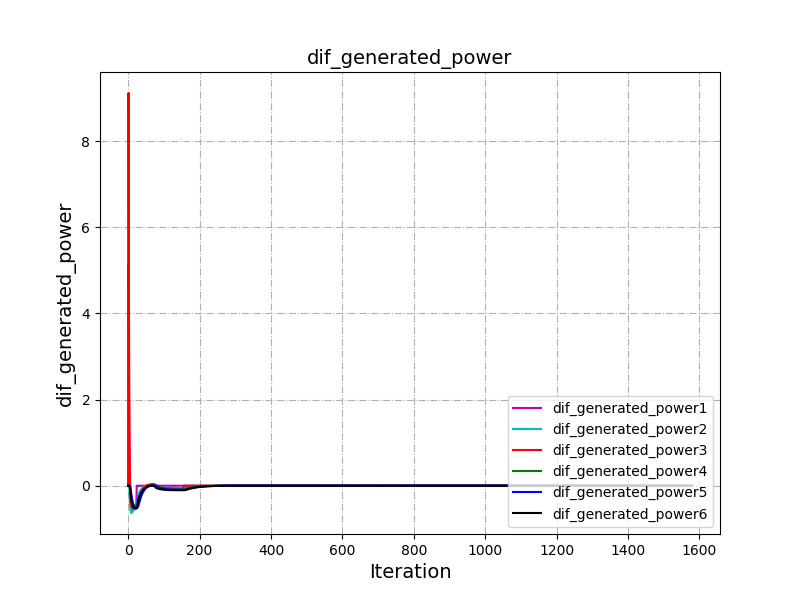 dif_generated_power
dif_generated_power
8
6
4
2
0
0 200 400 600 800 1000 1200 1400 1600
Iteration
dif_generated_power1
dif_generated_power2
dif_generated_power3
dif_generated_power4
dif_generated_power5
dif_generated_power6